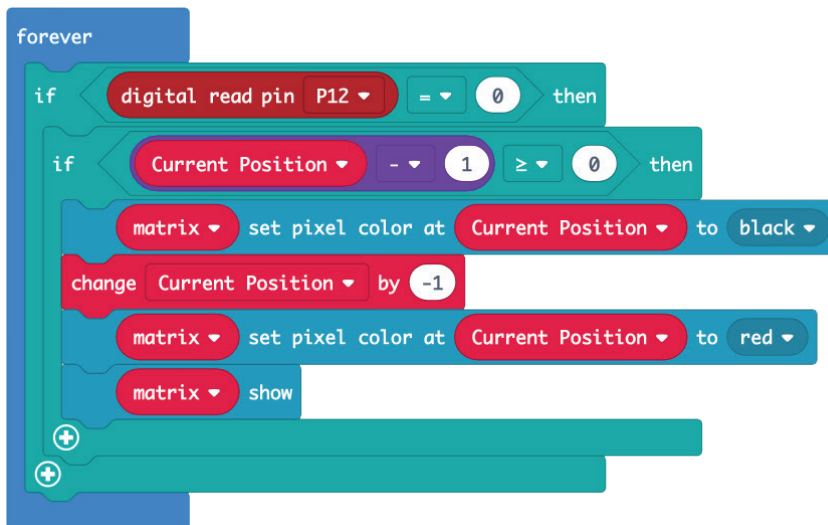 forever
if digital read pin P12 = 0 then
if Current Position - 1 ≥ 0 then
matrix set pixel color at Current Position to black
change Current Position by -1
matrix set pixel color at Current Position to red
matrix show